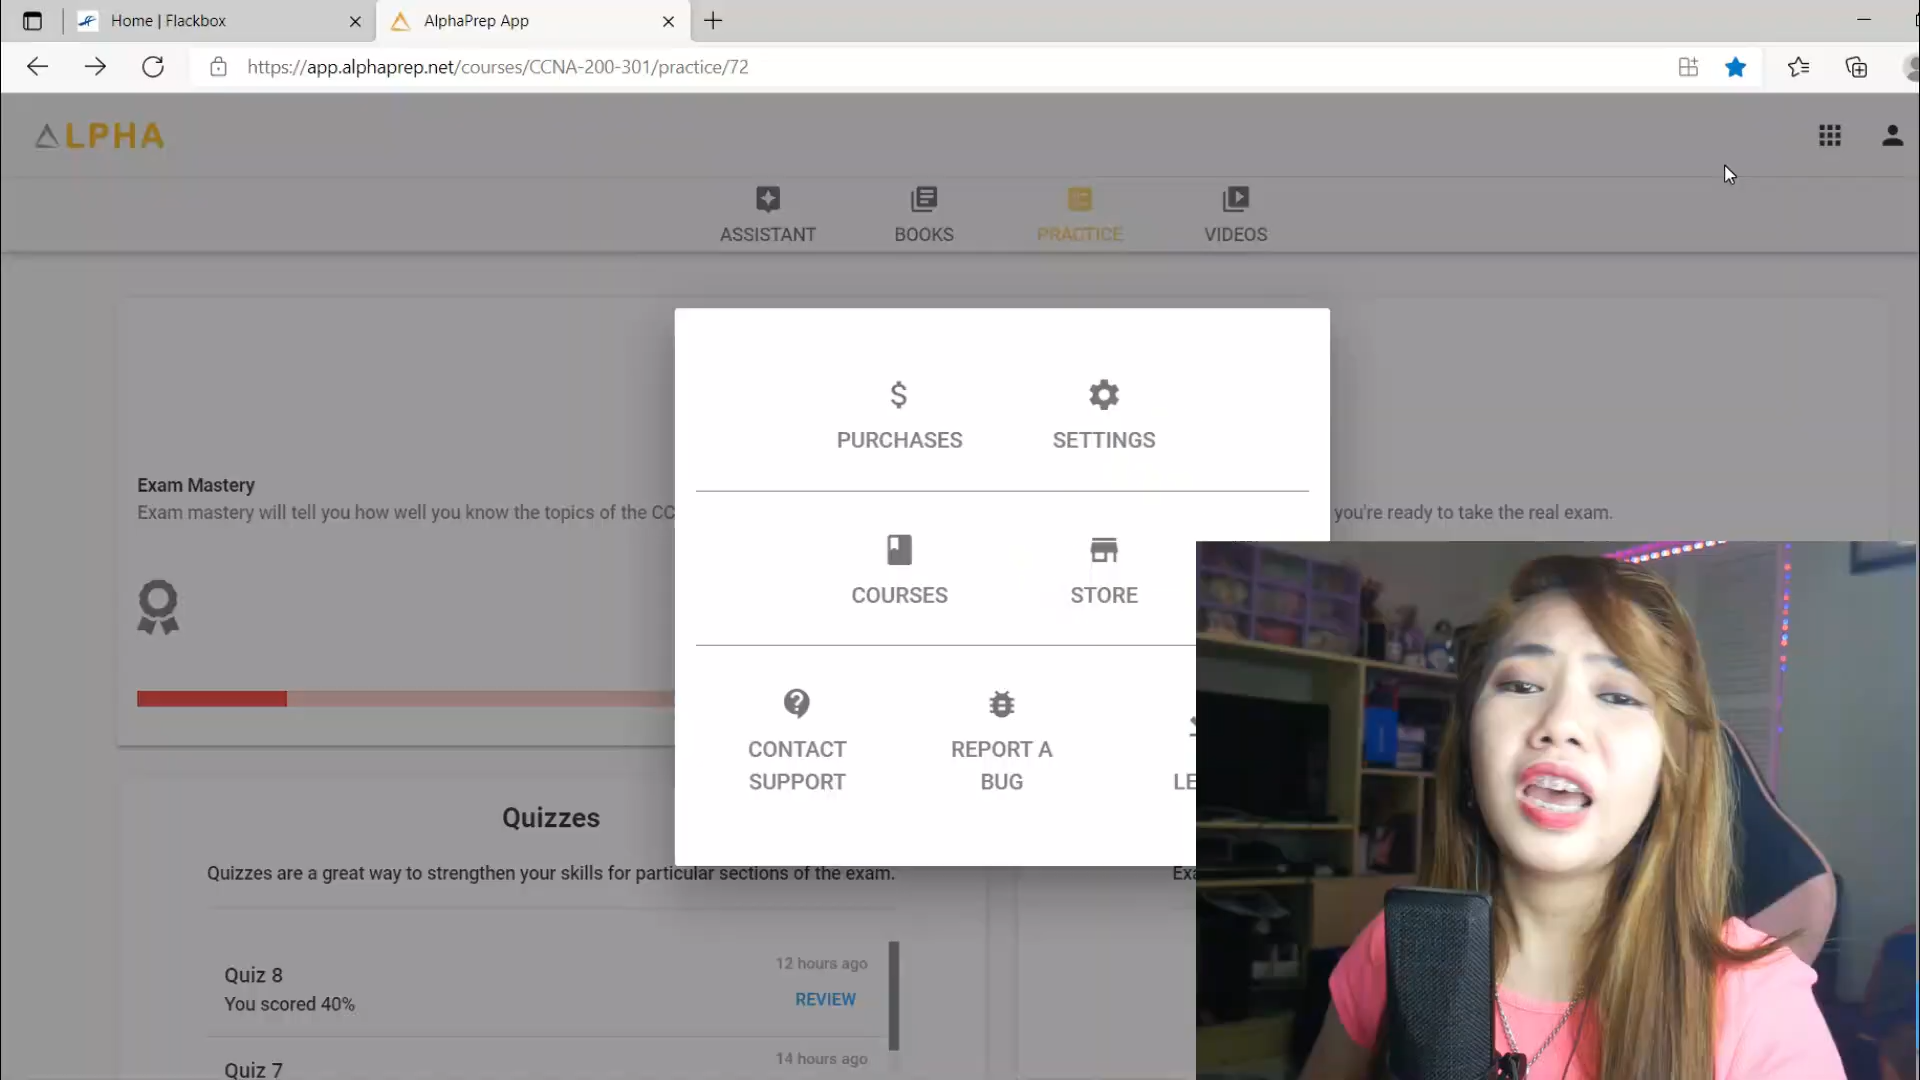 Home | Flackbox
AlphaPrep App
https://app.alphaprep.net/courses/CCNA-200-301/practice/72
LPHA
ASSISTANT
BOOKS
PRACTICE
VIDEOS
PURCHASES
SETTINGS
Exam Mastery
Exam mastery will tell you how well you know the topics of the CC
you're ready to take the real exam.
COURSES
STORE
CONTACT
SUPPORT
REPORT A
BUG
LE
Quizzes
Quizzes are a great way to strengthen your skills for particular sections of the exam.
Exa
12 hours ago
Quiz 8
REVIEW
You scored 40%
14 hours ago
Quiz 7